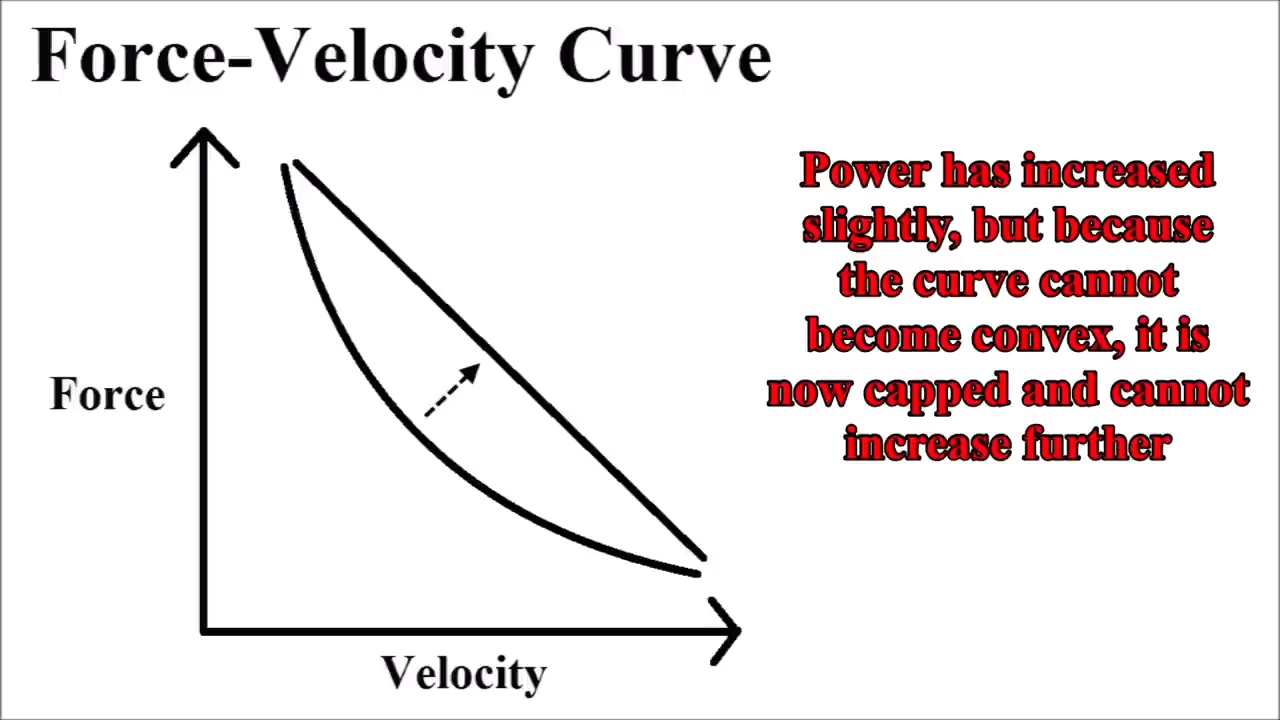 Force-Velocity Curve
Power has increased
slightly, but because
the curve cannot
become convex, it is
now capped and cannot
increase further
Force
Velocity